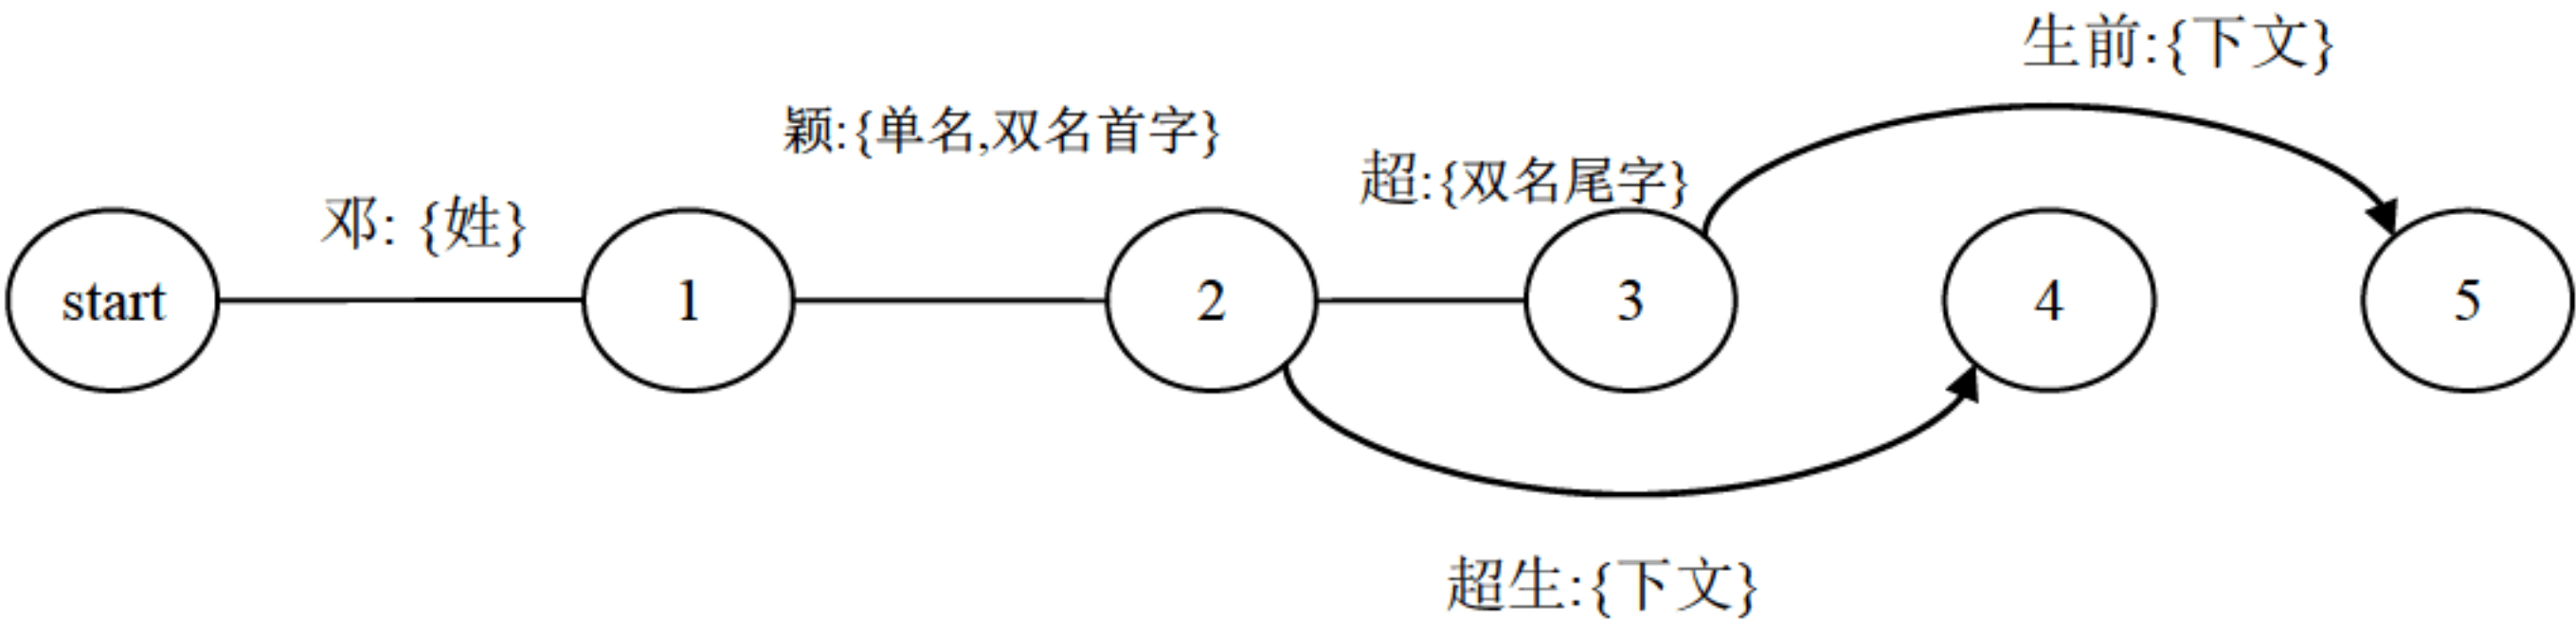 生前:{下文}
颖:{单名,双名首字}
超:{双名尾字}
邓: {姓}
start
1
2
3
4
5
超生:{下文}